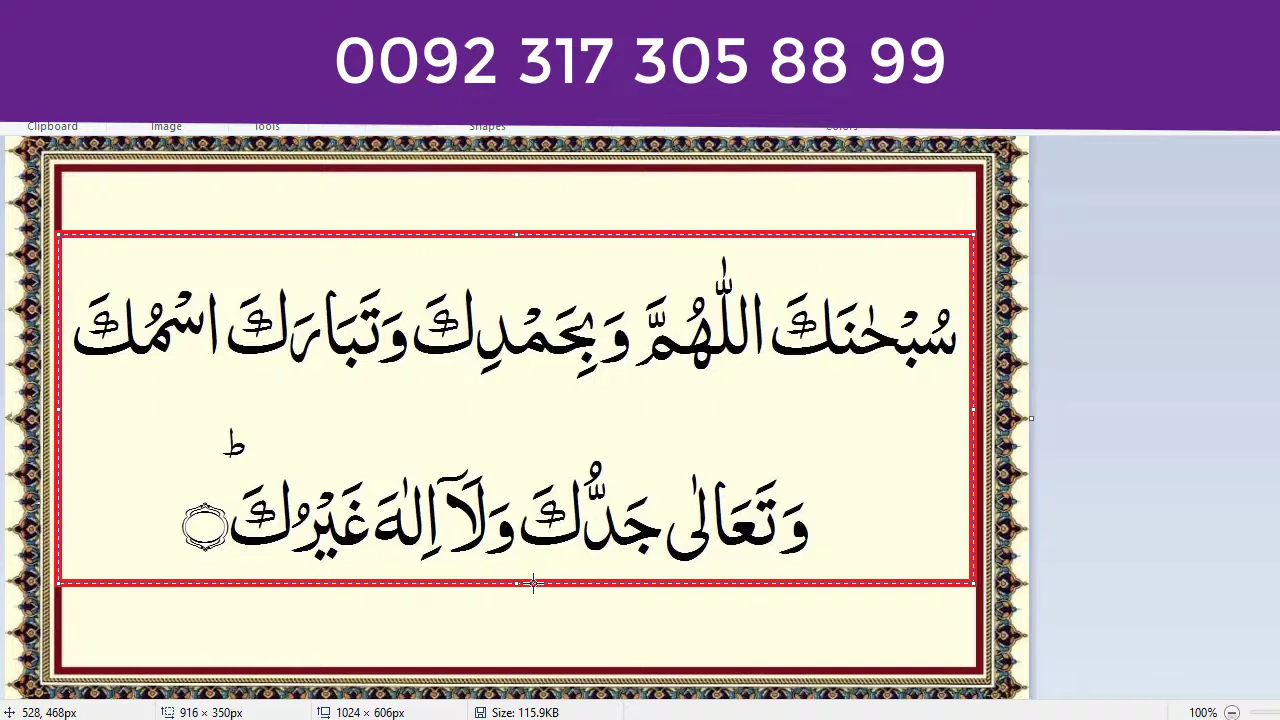 0092 317 305 88 99
Clipboard Image Tools Shapes Colors
سُبْحٰنَكَ اللّٰهُمَّ وَبِحَمْدِكَ وَتَبَارَكَ اسْمُكَ
وَتَعَالٰى جَدُّكَ وَلَآ اِلٰهَ غَيْرُكَ ؕ
528, 468px 916 × 350px 1024 × 606px Size: 115.9KB 100%